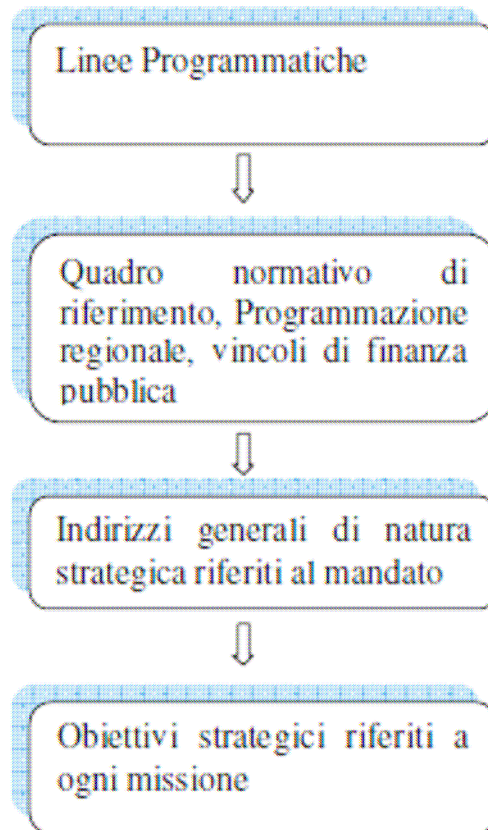 Linee Programmatiche
Quadro normativo di
riferimento, Programmazione
regionale, vincoli di finanza
pubblica
Indirizzi generali di natura
strategica riferiti al mandato
Obiettivi strategici riferiti a
ogni missione